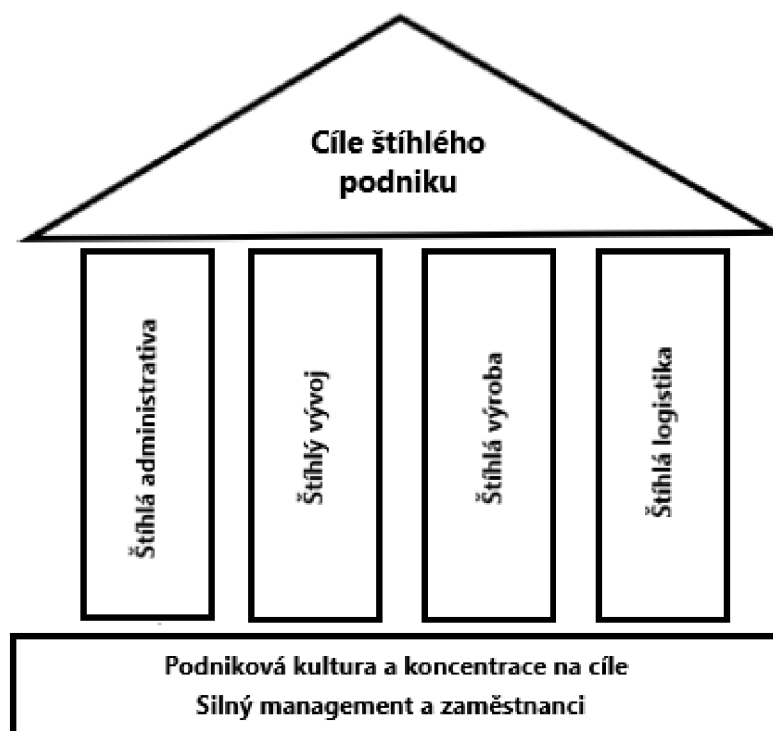 Cíle štíhlého
podniku
Štíhlá administrativa
Štíhlý vývoj
Štíhlá výroba
Štíhlá logistika
Podniková kultura a koncentrace na cíle
Silný management a zaměstnanci